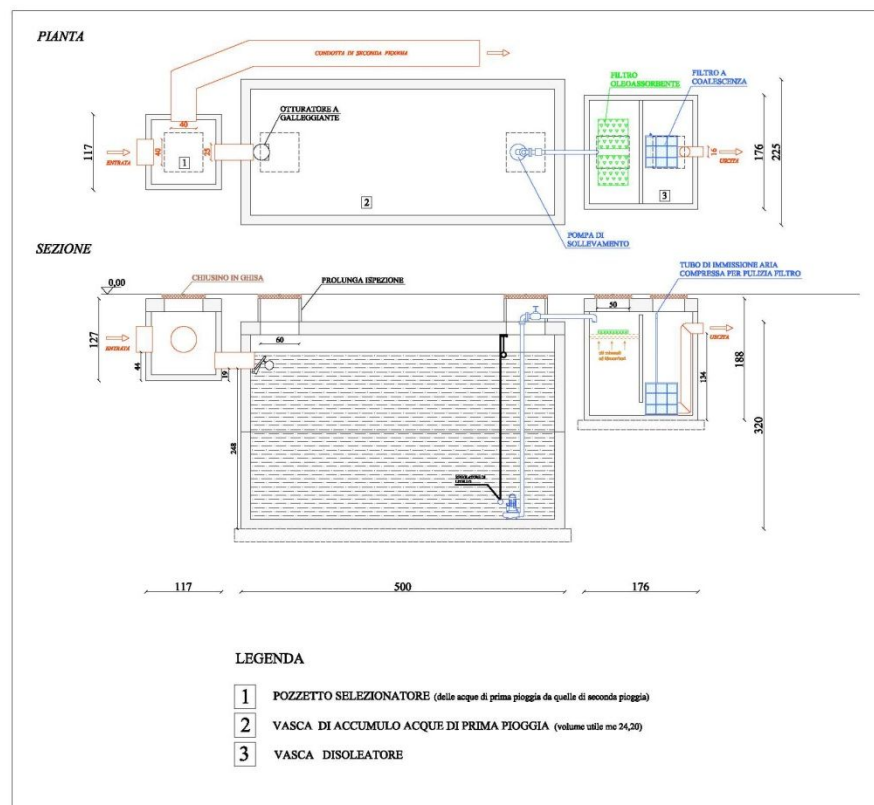 PIANTA
CONDOTTA DI SECONDA PIOGGIA
FILTRO
OLEOASSORBENTE
FILTRO A
COALESCENZA
OTTURATORE A
GALLEGGIANTE
40
40
25
16
117
176
225
ENTRATA
USCITA
1
2
3
POMPA DI
SOLLEVAMENTO
SEZIONE
TUBO DI IMMISSIONE ARIA
COMPRESSA PER PULIZIA FILTRO
CHIUSINO IN GHISA
PROLUNGA ISPEZIONE
0,00
60
50
127
ENTRATA
USCITA
44
19
134
188
320
248
117
500
176
LEGENDA
1 POZZETTO SELEZIONATORE (delle acque di prima pioggia da quelle di seconda pioggia)
2 VASCA DI ACCUMULO ACQUE DI PRIMA PIOGGIA (volume utile mc 24,20)
3 VASCA DISOLEATORE